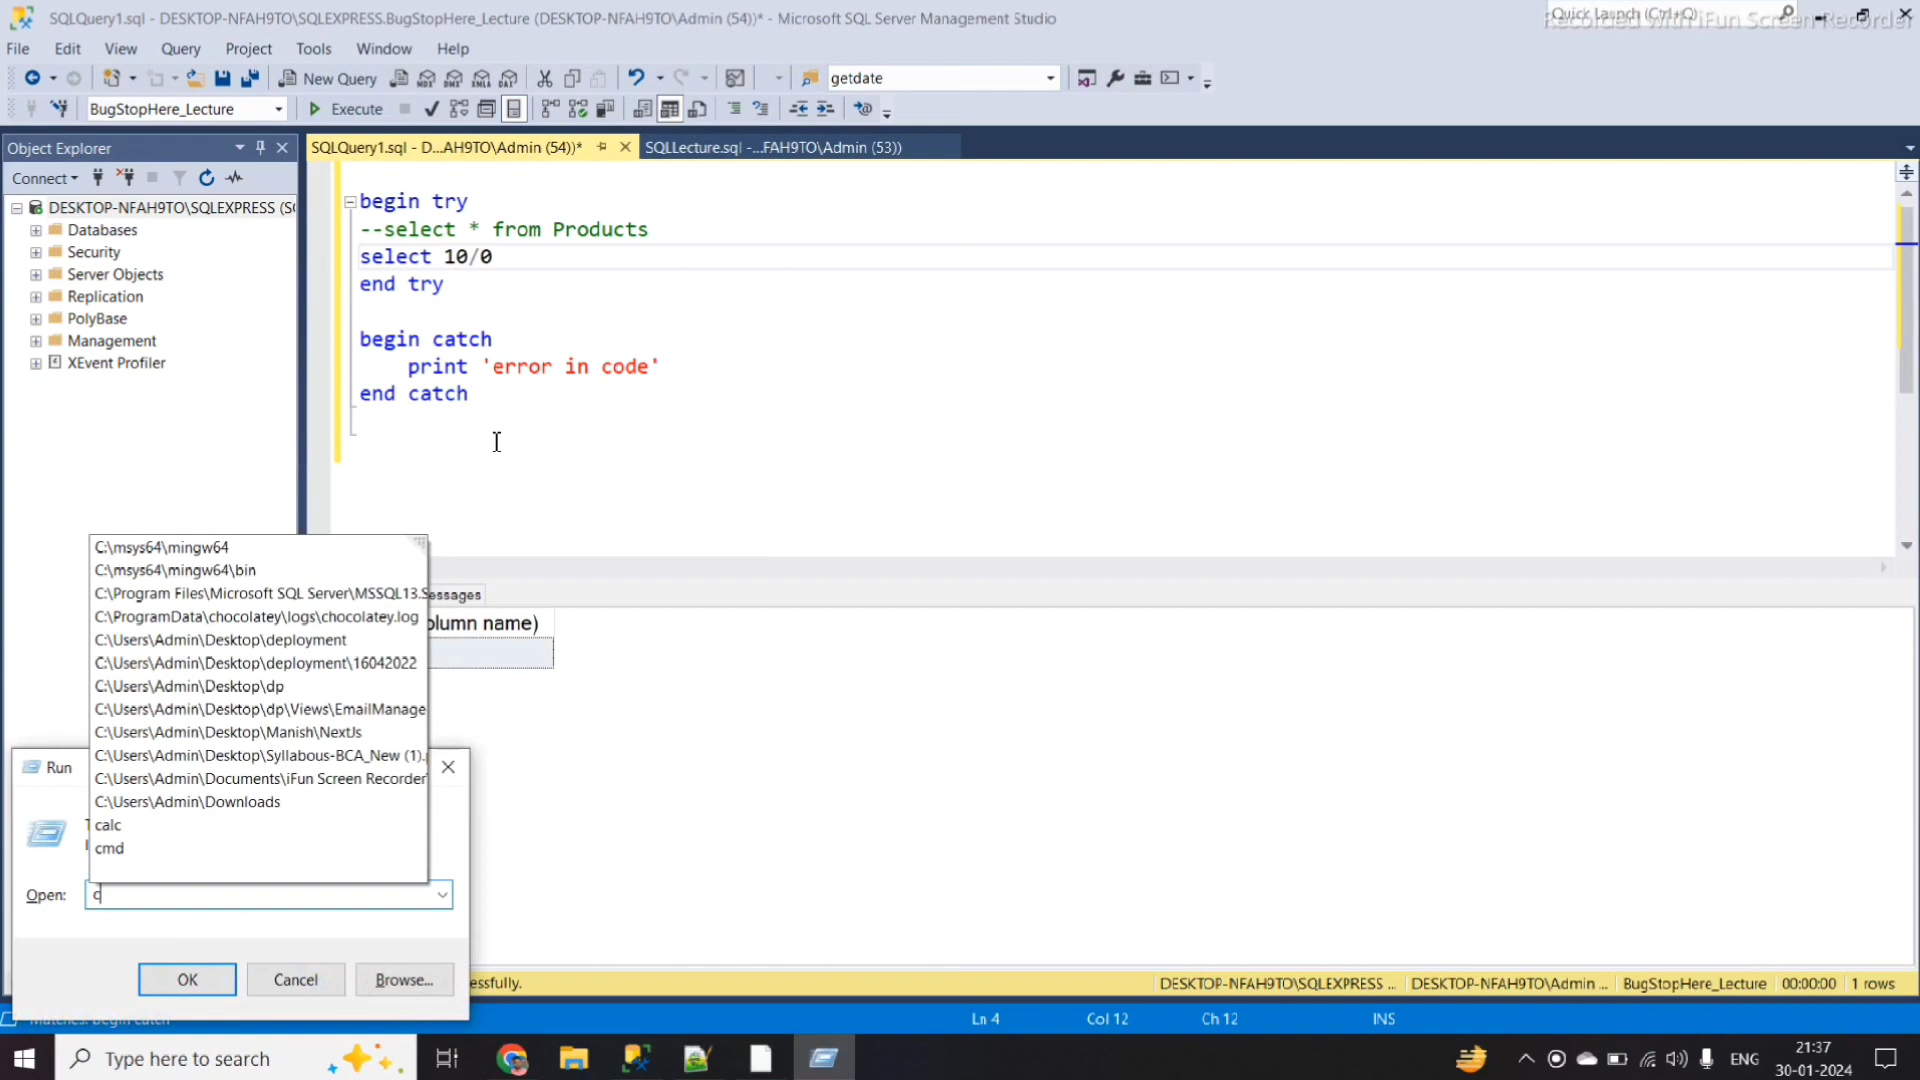 SQLQuery1.sql - DESKTOP-NFAH9TO\SQLEXPRESS.BugStopHere_Lecture (DESKTOP-NFAH9TO\Admin (54))* - Microsoft SQL Server Management Studio
Quick Launch (Ctrl+Q)
Recorded with iFun Screen Recorder
File Edit View Query Project Tools Window Help
New Query
getdate
BugStopHere_Lecture
Execute
Object Explorer
SQLQuery1.sql - D...AH9TO\Admin (54))*
SQLLecture.sql -...FAH9TO\Admin (53))
Connect
DESKTOP-NFAH9TO\SQLEXPRESS (S
Databases
Security
Server Objects
Replication
PolyBase
Management
XEvent Profiler
begin try
--select * from Products
select 10/0
end try
begin catch
print 'error in code'
end catch
C:\msys64\mingw64
C:\msys64\mingw64\bin
C:\Program Files\Microsoft SQL Server\MSSQL13.S
C:\ProgramData\chocolatey\logs\chocolatey.log
C:\Users\Admin\Desktop\deployment
C:\Users\Admin\Desktop\deployment\16042022
C:\Users\Admin\Desktop\dp
C:\Users\Admin\Desktop\dp\Views\EmailManage
C:\Users\Admin\Desktop\Manish\NextJs
C:\Users\Admin\Desktop\Syllabous-BCA_New (1).
C:\Users\Admin\Documents\iFun Screen Recorder
C:\Users\Admin\Downloads
calc
cmd
essages
olumn name)
Run
Open:
c
OK
Cancel
Browse...
essfully.
DESKTOP-NFAH9TO\SQLEXPRESS ...
DESKTOP-NFAH9TO\Admin ...
BugStopHere_Lecture
00:00:00
1 rows
Ln 4
Col 12
Ch 12
INS
Type here to search
ENG
21:37
30-01-2024